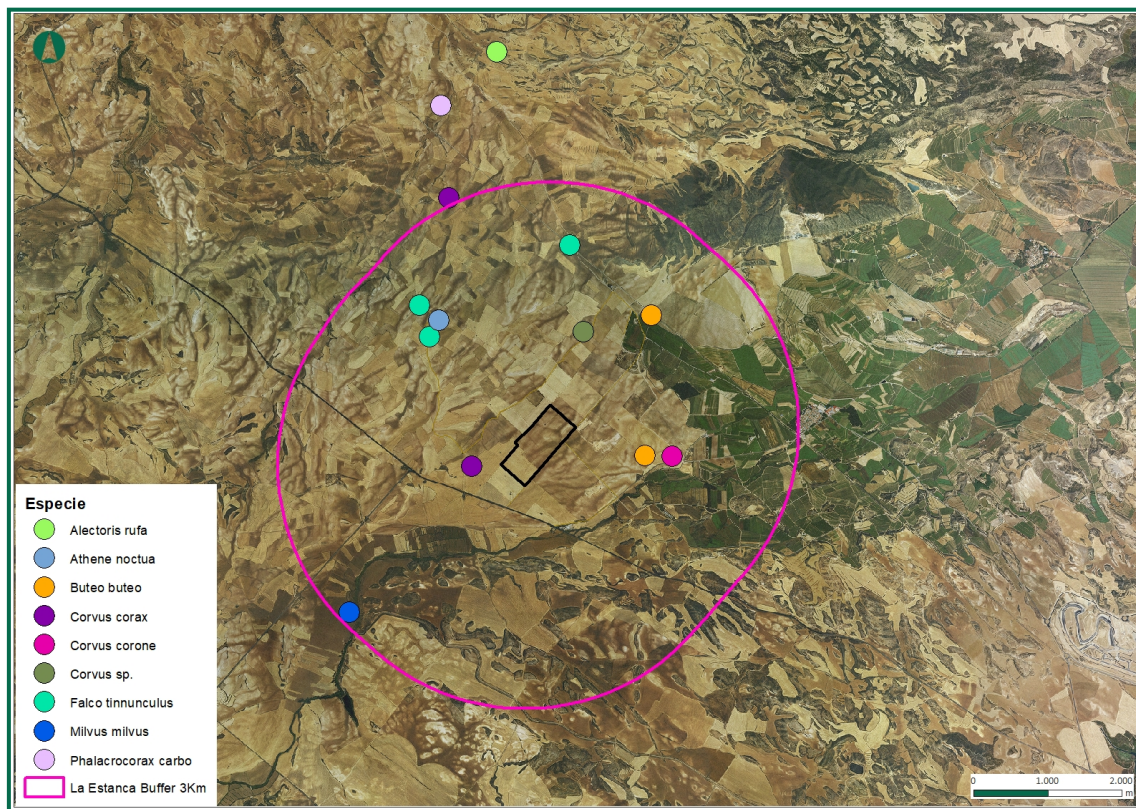 Especie
Alectoris rufa
Athene noctua
Buteo buteo
Corvus corax
Corvus corone
Corvus sp.
Falco tinnunculus
Milvus milvus
Phalacrocorax carbo
La Estanca Buffer 3Km
0 1.000 2.000
m